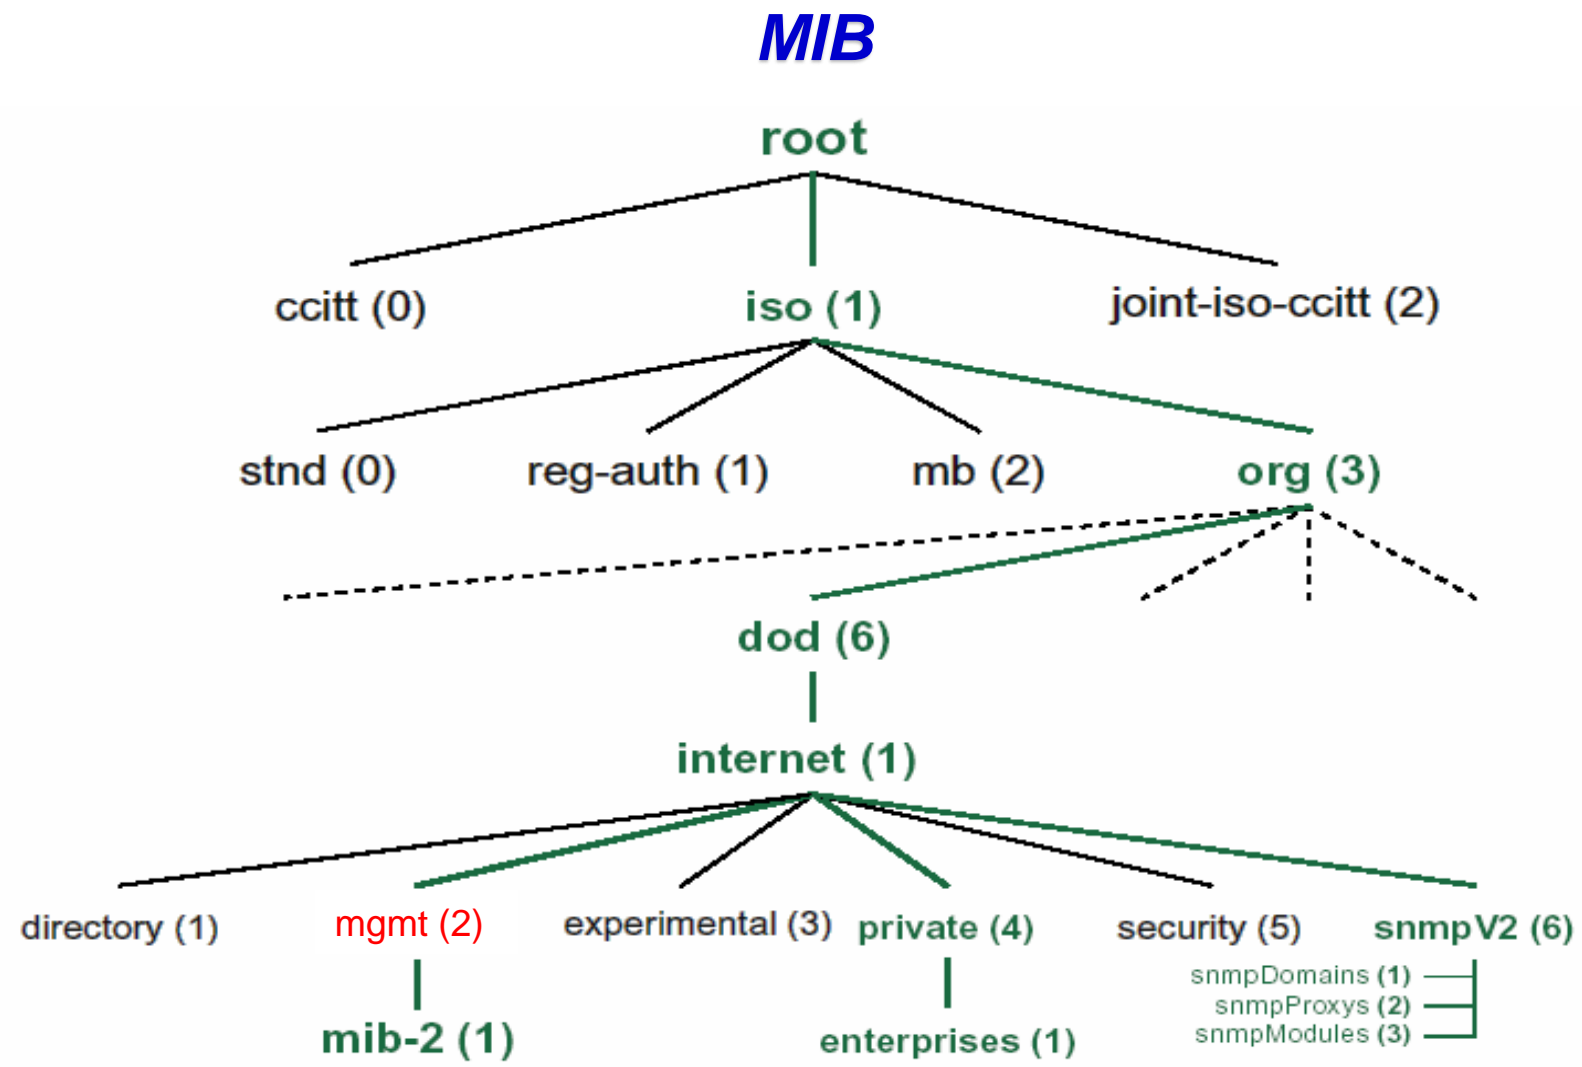 MIB
root
ccitt (0) iso (1) joint-iso-ccitt (2)
stnd (0) reg-auth (1) mb (2) org (3)
dod (6)
internet (1)
directory (1) mgmt (2) experimental (3) private (4) security (5) snmpV2 (6)
snmpDomains (1)
snmpProxys (2)
snmpModules (3)
mib-2 (1) enterprises (1)